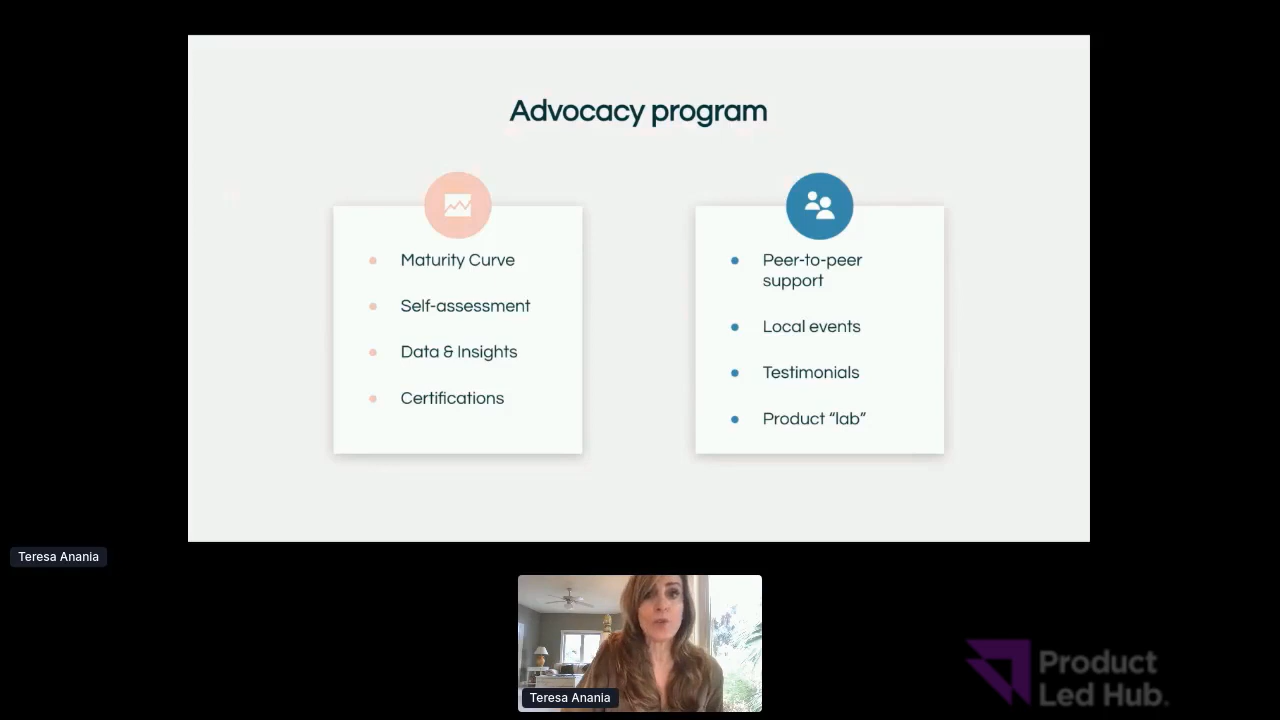 Advocacy program
Maturity Curve
Self-assessment
Data & Insights
Certifications
Peer-to-peer
support
Local events
Testimonials
Product “lab”
Teresa Anania
Teresa Anania
Product
Led Hub.